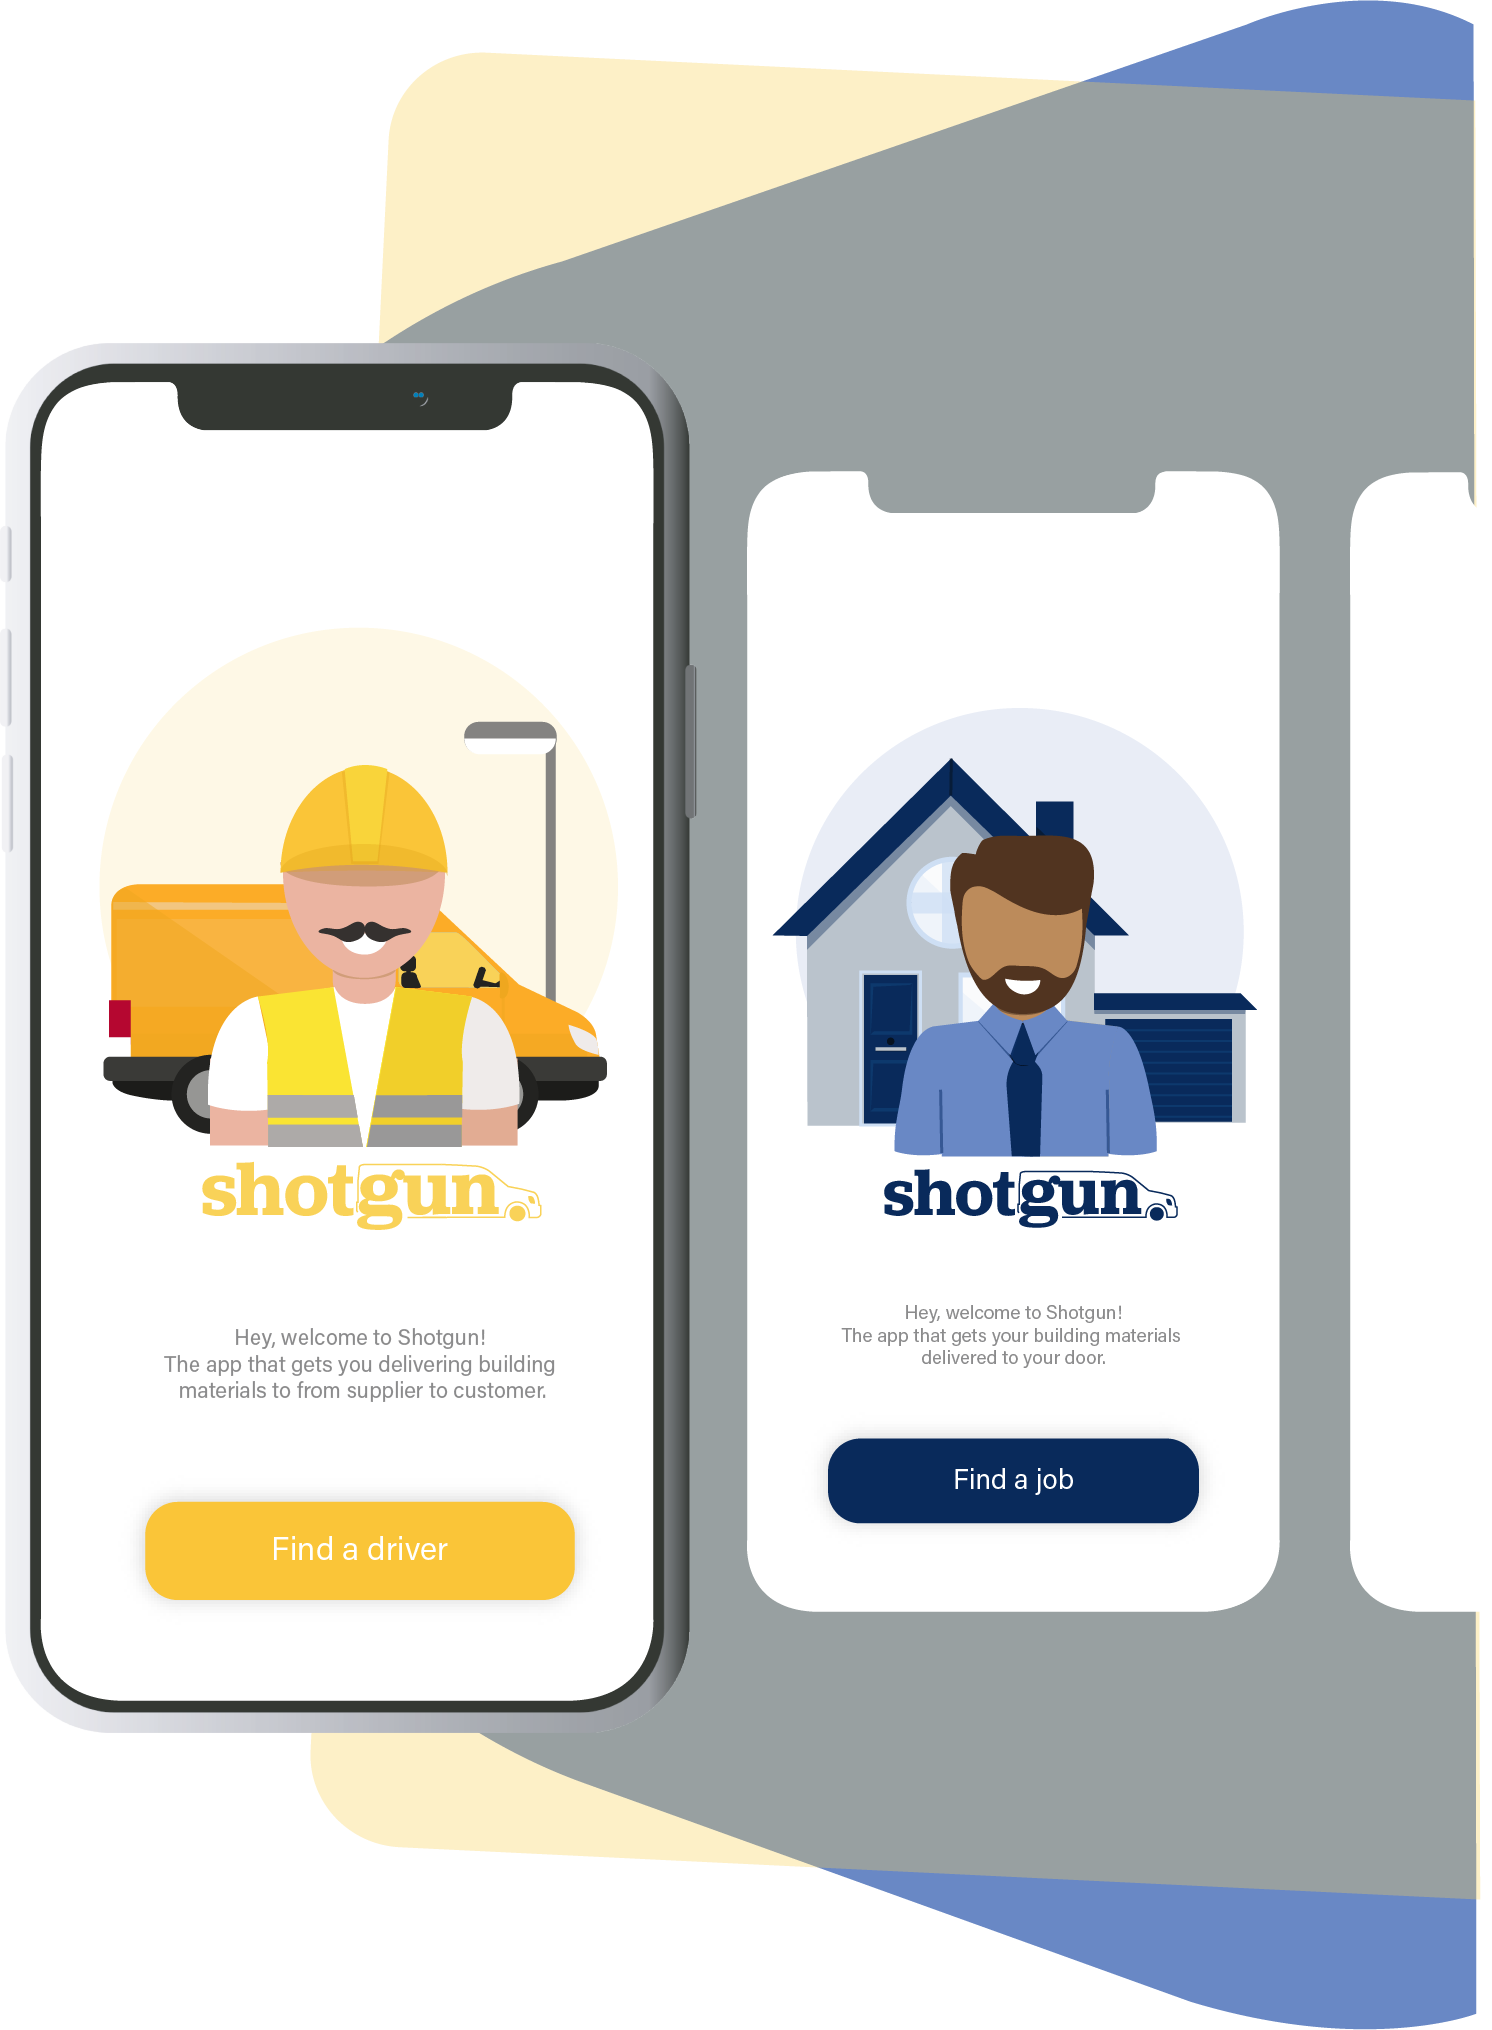 shotgun
Hey, welcome to Shotgun!
The app that gets you delivering building
materials to from supplier to customer.
Find a driver
shotgun
Hey, welcome to Shotgun!
The app that gets your building materials
delivered to your door.
Find a job